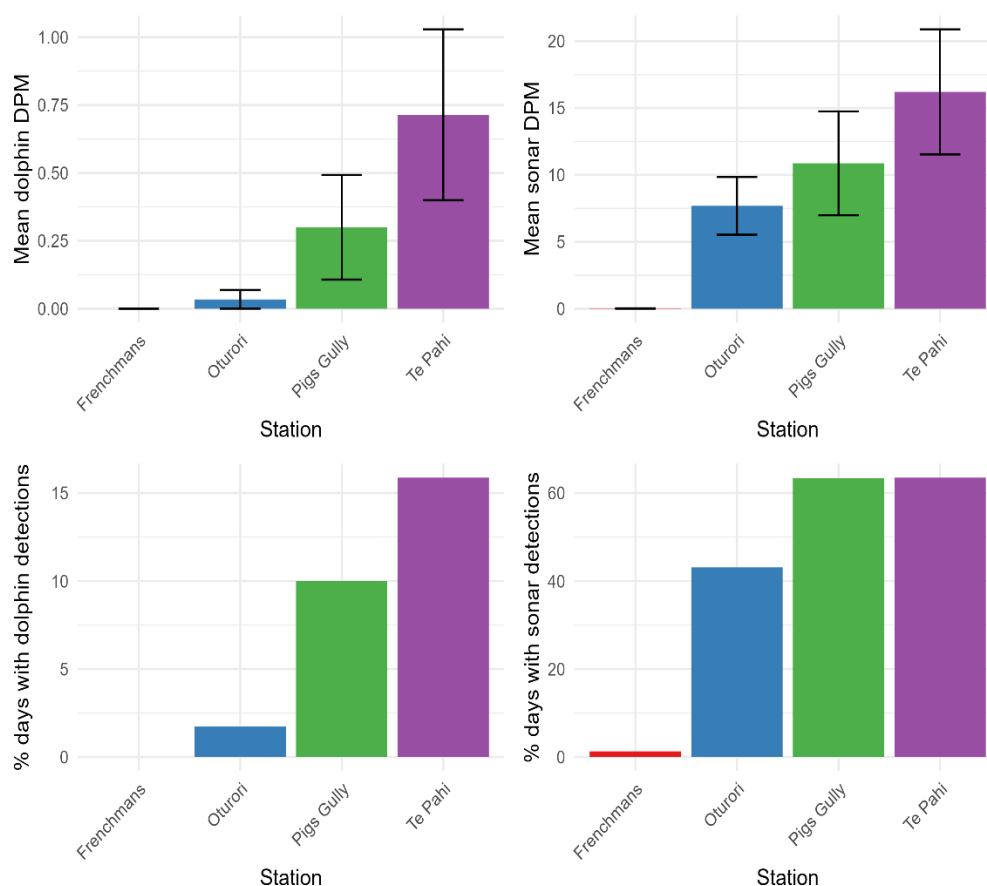 Mean dolphin DPM
1.00
0.75
0.50
0.25
0.00
Frenchmans
Oturori
Pigs Gully
Te Pahi
Station
Mean sonar DPM
20
15
10
5
0
Frenchmans
Oturori
Pigs Gully
Te Pahi
Station
% days with dolphin detections
15
10
5
0
Frenchmans
Oturori
Pigs Gully
Te Pahi
Station
% days with sonar detections
60
40
20
0
Frenchmans
Oturori
Pigs Gully
Te Pahi
Station